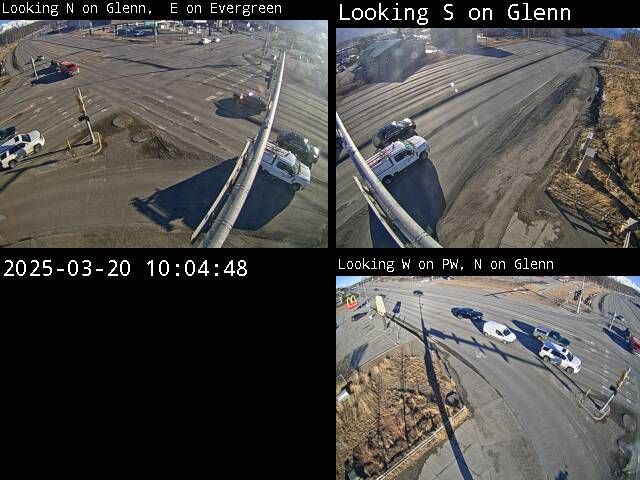 Looking N on Glenn,  E on Evergreen
Looking S on Glenn
2025-03-20 10:04:48
Looking W on PW, N on Glenn